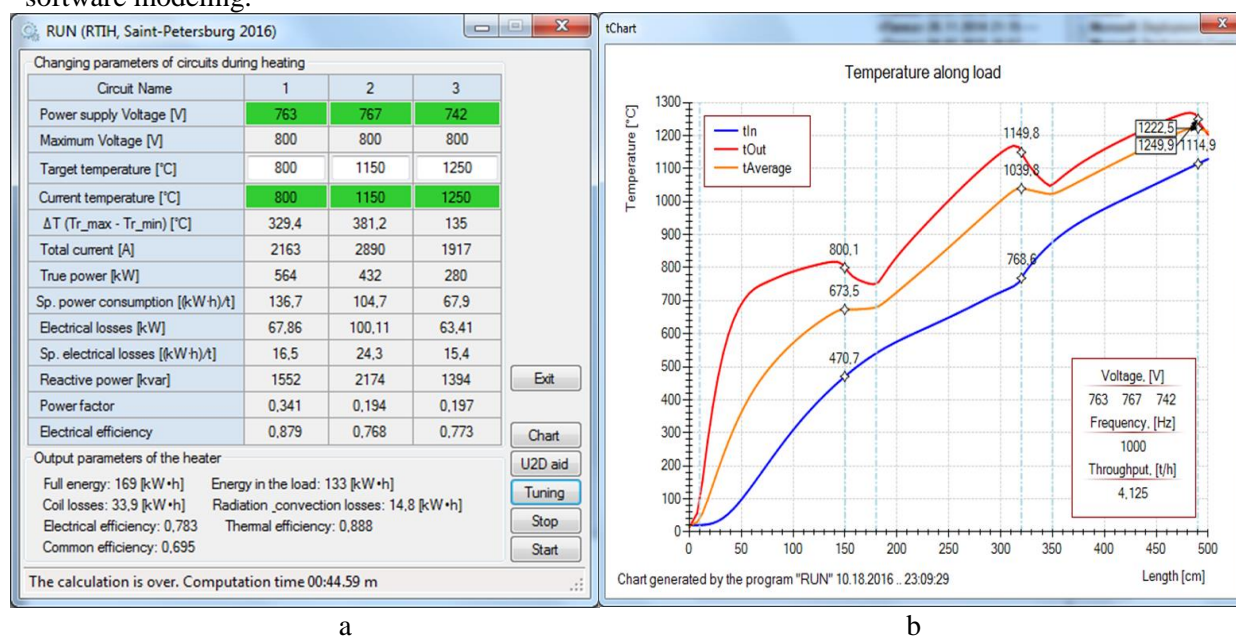 software modeling.
RUN (RTIH, Saint-Petersburg 2016)
Changing parameters of circuits during heating
Circuit Name 1 2 3
Power supply Voltage [V] 763 767 742
Maximum Voltage [V] 800 800 800
Target temperature [°C] 800 1150 1250
Current temperature [°C] 800 1150 1250
ΔT (Tr_max - Tr_min) [°C] 329,4 381,2 135
Total current [A] 2163 2890 1917
True power [kW] 564 432 280
Sp. power consumption [(kW·h)/t] 136,7 104,7 67,9
Electrical losses [kW] 67,86 100,11 63,41
Sp. electrical losses [(kW·h)/t] 16,5 24,3 15,4
Reactive power [kvar] 1552 2174 1394
Power factor 0,341 0,194 0,197
Electrical efficiency 0,879 0,768 0,773
Exit
Chart
U2D aid
Tuning
Stop
Start
Output parameters of the heater
Full energy: 169 [kW•h] Energy in the load: 133 [kW•h]
Coil losses: 33,9 [kW•h] Radiation_convection losses: 14,8 [kW•h]
Electrical efficiency: 0,783 Thermal efficiency: 0,888
Common efficiency: 0,695
The calculation is over. Computation time 00:44.59 m
a
tChart
Temperature along load
Temperature [°C]
1300
1200
1100
1000
900
800
700
600
500
400
300
200
100
0
tIn
tOut
tAverage
800,1
673,5
470,7
1149,8
1039,8
768,6
1222,5
1249,9
1114,9
Voltage, [V]
763 767 742
Frequency, [Hz]
1000
Throughput, [t/h]
4,125
0 50 100 150 200 250 300 350 400 450 500
Chart generated by the program "RUN" 10.18.2016 .. 23:09:29
Length [cm]
b